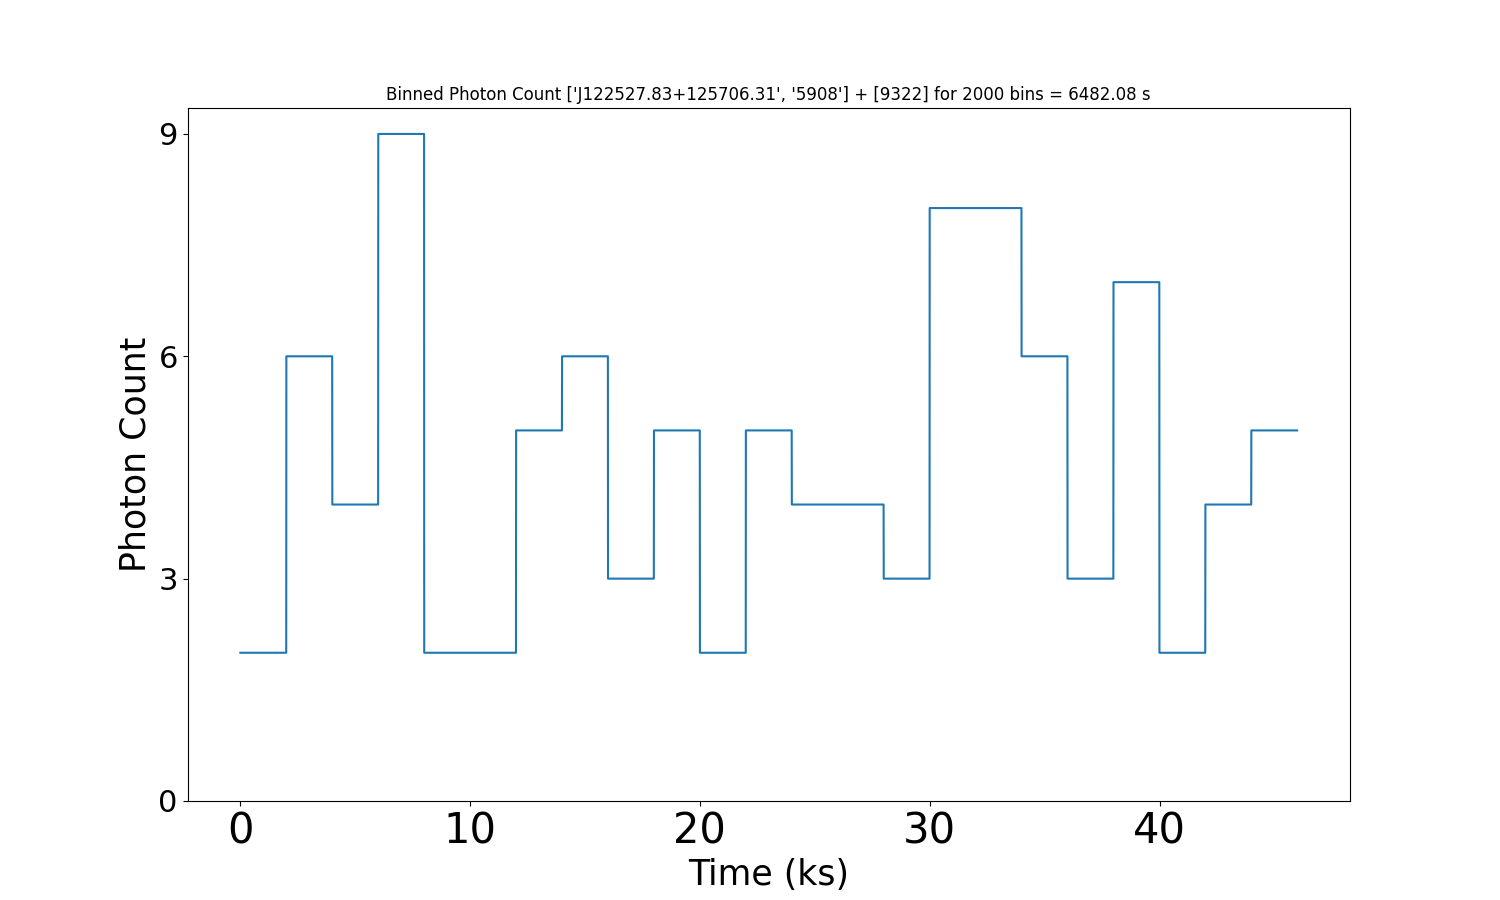 Binned Photon Count ['J122527.83+125706.31', '5908'] + [9322] for 2000 bins = 6482.08 s
Photon Count
9
6
3
0
0 10 20 30 40
Time (ks)